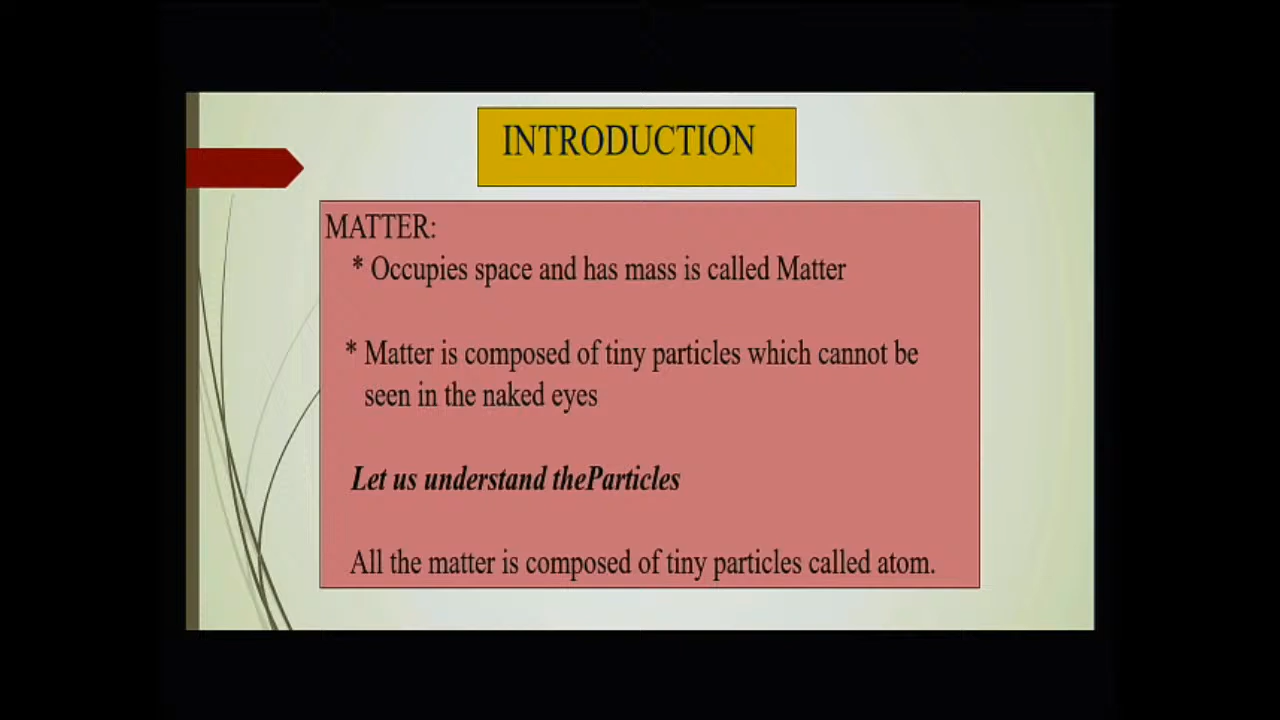 INTRODUCTION
MATTER:
* Occupies space and has mass is called Matter
* Matter is composed of tiny particles which cannot be
seen in the naked eyes
Let us understand theParticles
All the matter is composed of tiny particles called atom.